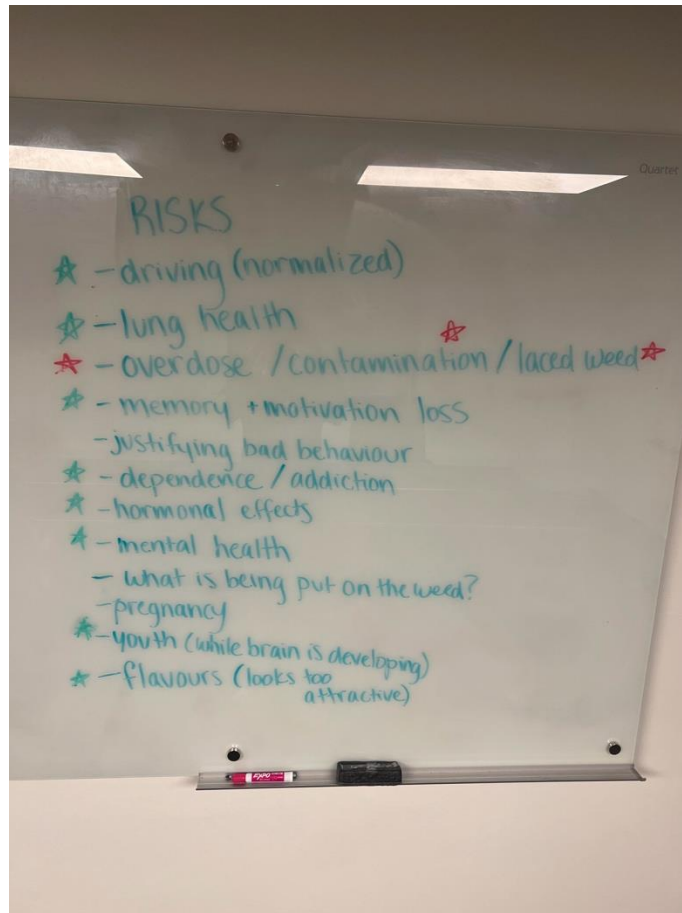 Quartet
RISKS
☆ - driving (normalized)
☆ - lung health
☆ - overdose / contamination ☆ / laced weed ☆
☆ - memory + motivation loss
- justifying bad behaviour
☆ - dependence / addiction
☆ - hormonal effects
☆ - mental health
- What is being put on the weed?
- pregnancy
☆ - youth (while brain is developing)
☆ - flavours (looks too
attractive)
EXPO